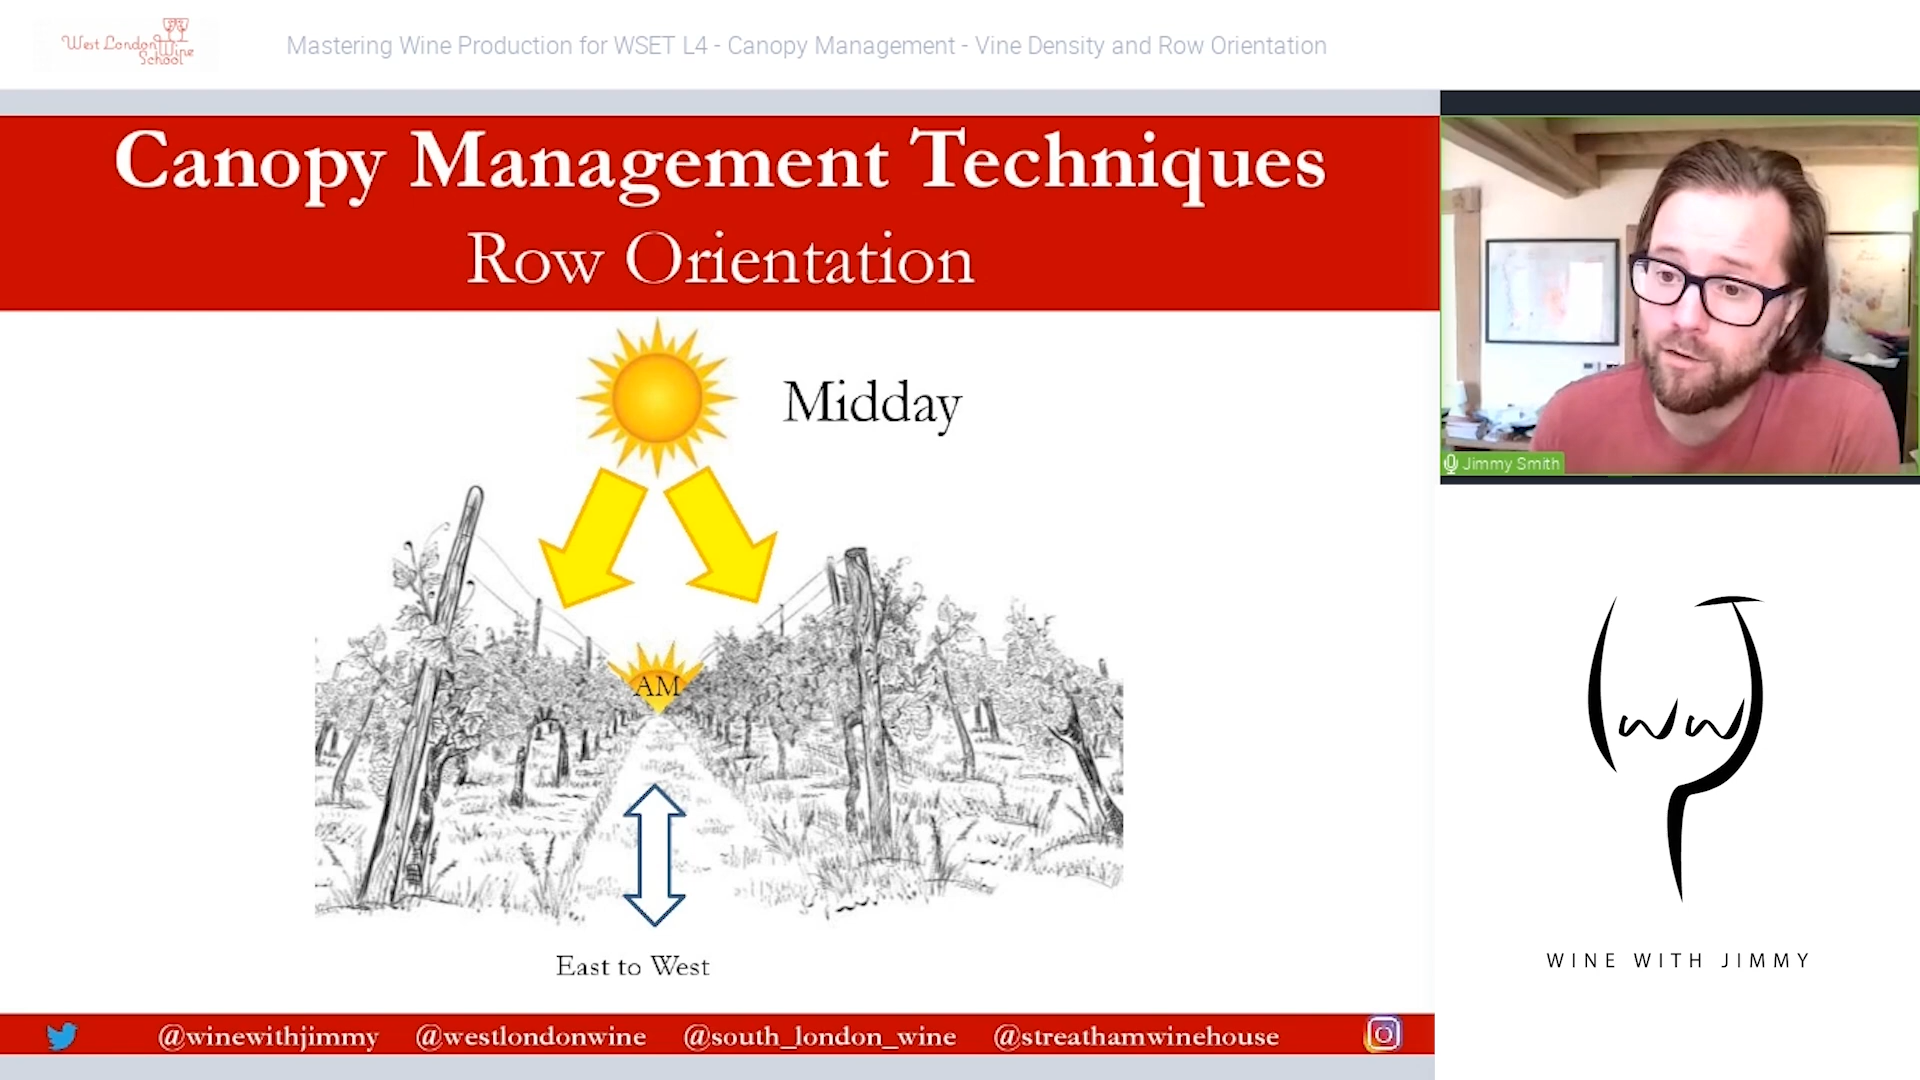 West London Wine School
Mastering Wine Production for WSET L4 - Canopy Management - Vine Density and Row Orientation
Canopy Management Techniques
Row Orientation
Midday
AM
East to West
@winewithjimmy @westlondonwine @south_london_wine @streathamwinehouse
Jimmy Smith
ww
WINE WITH JIMMY